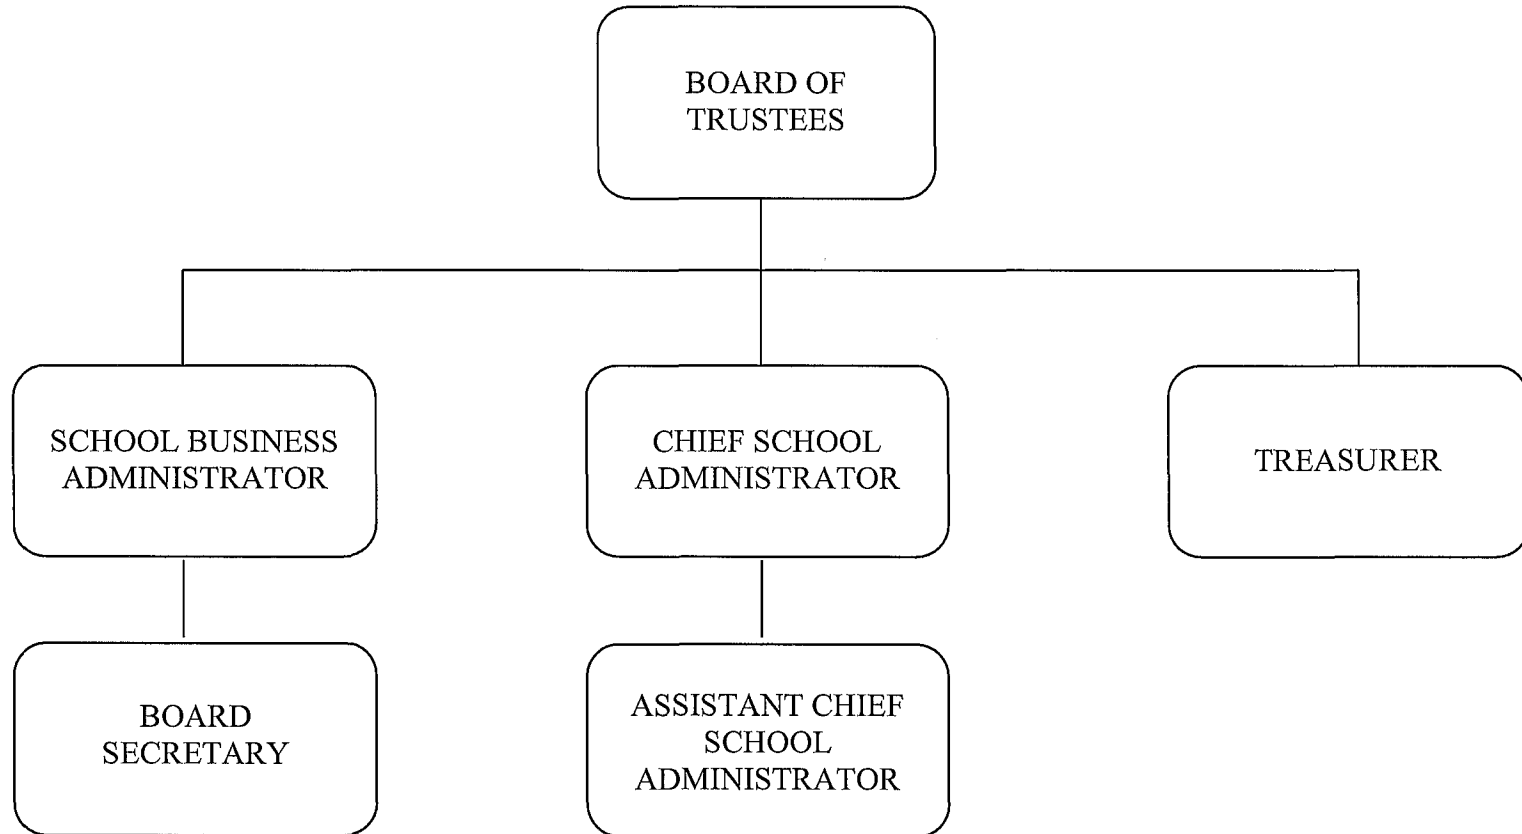 BOARD OF
TRUSTEES
SCHOOL BUSINESS
ADMINISTRATOR
CHIEF SCHOOL
ADMINISTRATOR
TREASURER
BOARD
SECRETARY
ASSISTANT CHIEF
SCHOOL
ADMINISTRATOR